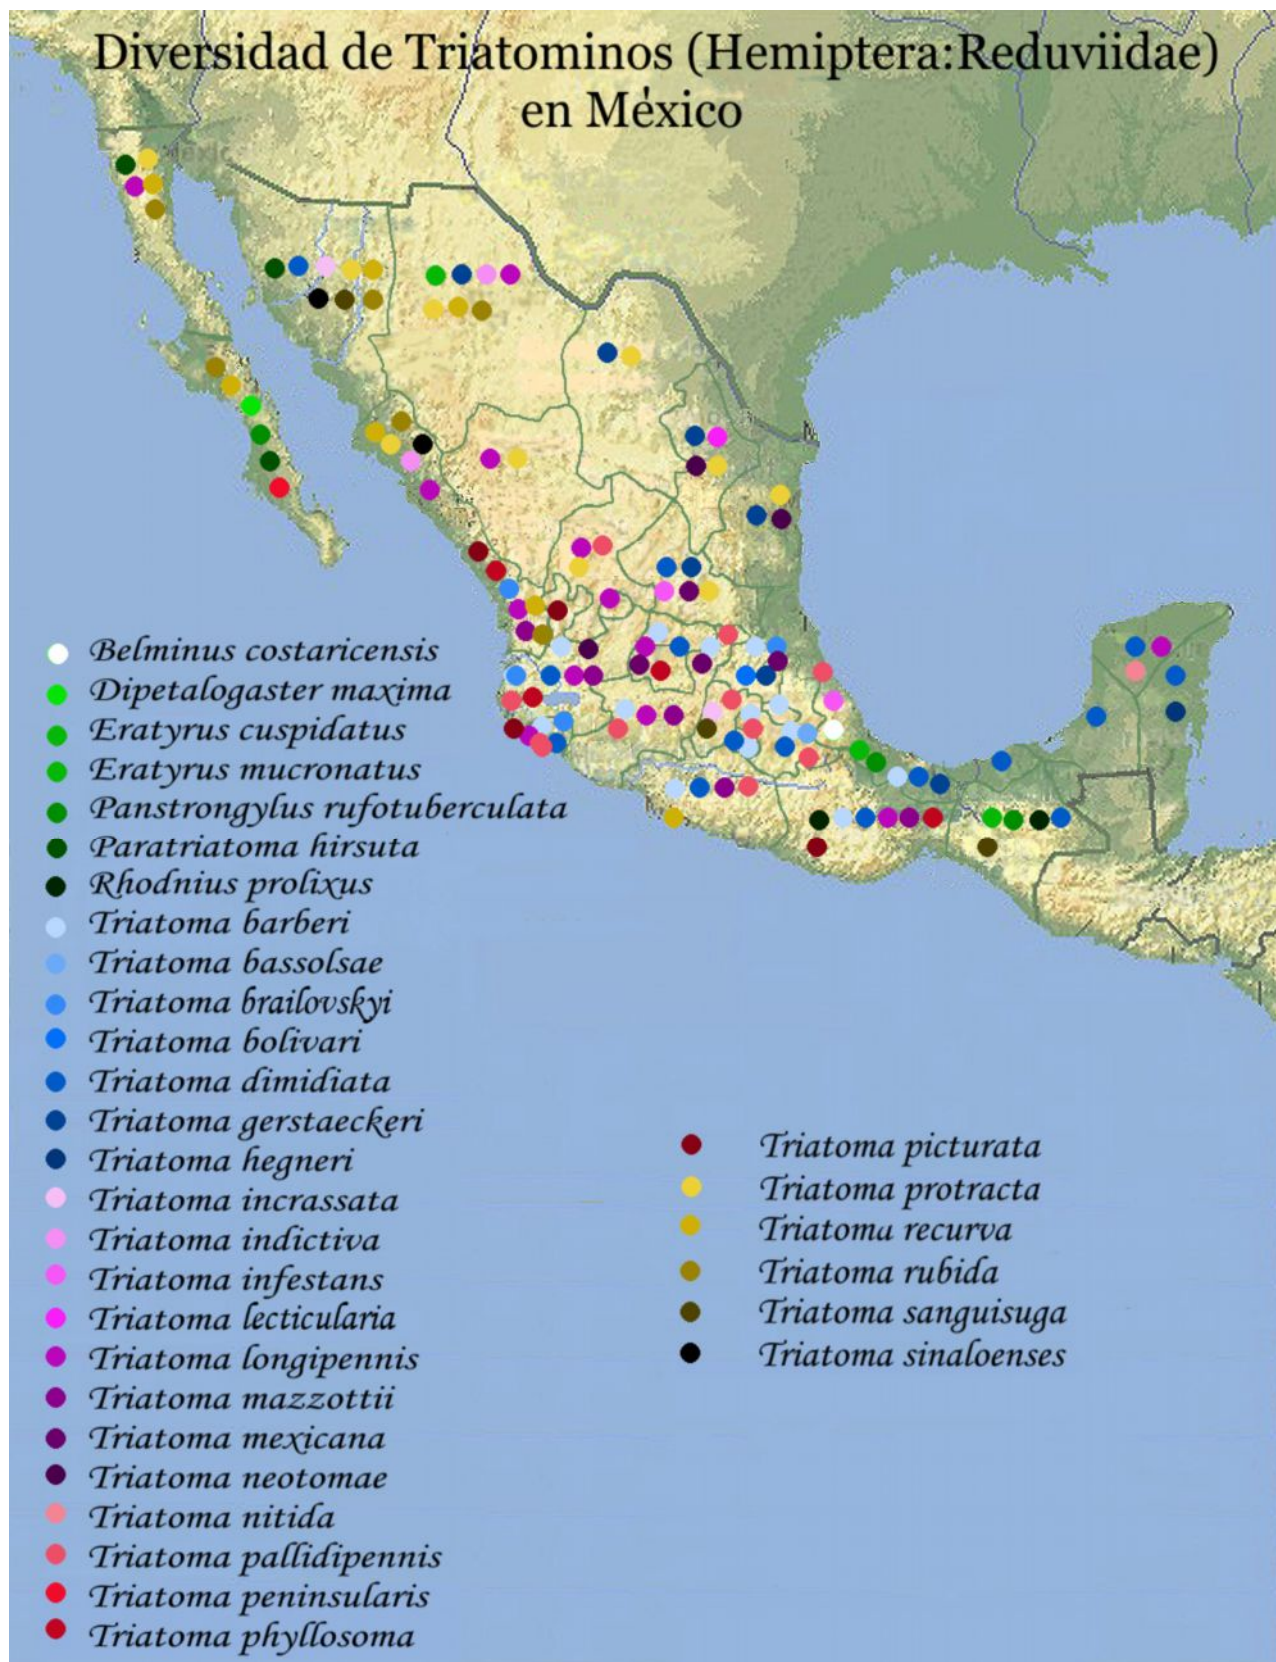 Diversidad de Triatominos (Hemiptera:Reduviidae)
en México
Belminus costaricensis
Dipetalogaster maxima
Eratyrus cuspidatus
Eratyrus mucronatus
Panstrongylus rufotuberculata
Paratriatoma hirsuta
Rhodnius prolixus
Triatoma barberi
Triatoma bassolsae
Triatoma brailovskyi
Triatoma bolivari
Triatoma dimidiata
Triatoma gerstaeckeri
Triatoma hegneri
Triatoma incrassata
Triatoma indictiva
Triatoma infestans
Triatoma lecticularia
Triatoma longipennis
Triatoma mazzottii
Triatoma mexicana
Triatoma neotomae
Triatoma nitida
Triatoma pallidipennis
Triatoma peninsularis
Triatoma phyllosoma
Triatoma picturata
Triatoma protracta
Triatoma recurva
Triatoma rubida
Triatoma sanguisuga
Triatoma sinaloenses